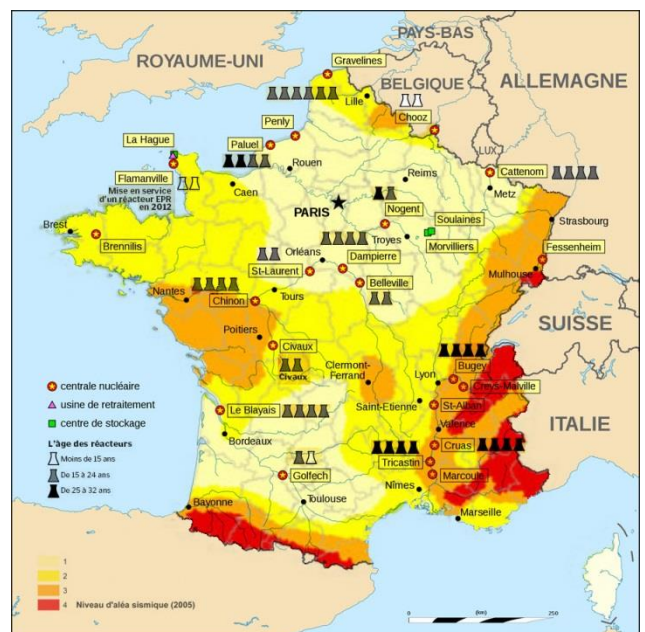 PAYS-BAS
ROYAUME-UNI
Gravelines
BELGIQUE
ALLEMAGNE
Lille
Chooz
Penly
La Hague
Paluel
LUX.
Cattenom
Rouen
Reims
Flamanville
Metz
Mise en service
d'un réacteur EPR
en 2012
Caen
PARIS
Nogent
Soulaines
Strasbourg
Brest
Brennilis
Troyes
Morvilliers
Orléans
Dampierre
Fessenheim
St-Laurent
Mulhouse
Belleville
Nantes
Chinon
Tours
SUISSE
Poitiers
Civaux
Civaux
Clermont-
Ferrand
Bugey
Lyon
Creys-Malville
centrale nucléaire
usine de retraitement
centre de stockage
Le Blayais
Saint-Etienne
St-Alban
ITALIE
Valence
L'âge des réacteurs
Bordeaux
Moins de 15 ans
De 15 à 24 ans
De 25 à 32 ans
Cruas
Tricastin
Golfech
Marcoule
Bayonne
Toulouse
Nîmes
Marseille
1
2
3
4 Niveau d'aléa sismique (2005)
0 (km) 250